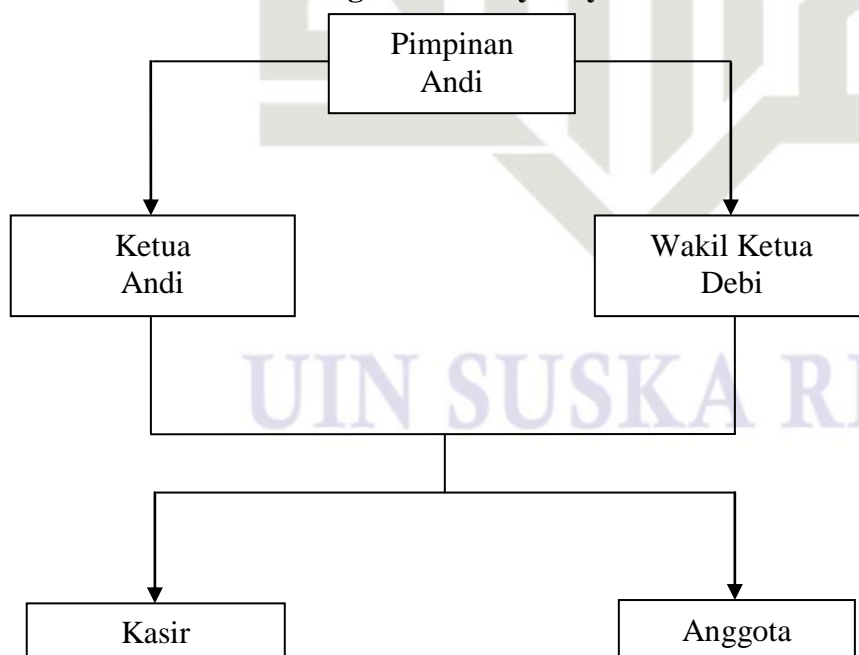 Pimpinan
Andi
Ketua
Andi
Wakil Ketua
Debi
UIN SUSKA
Kasir
Anggota